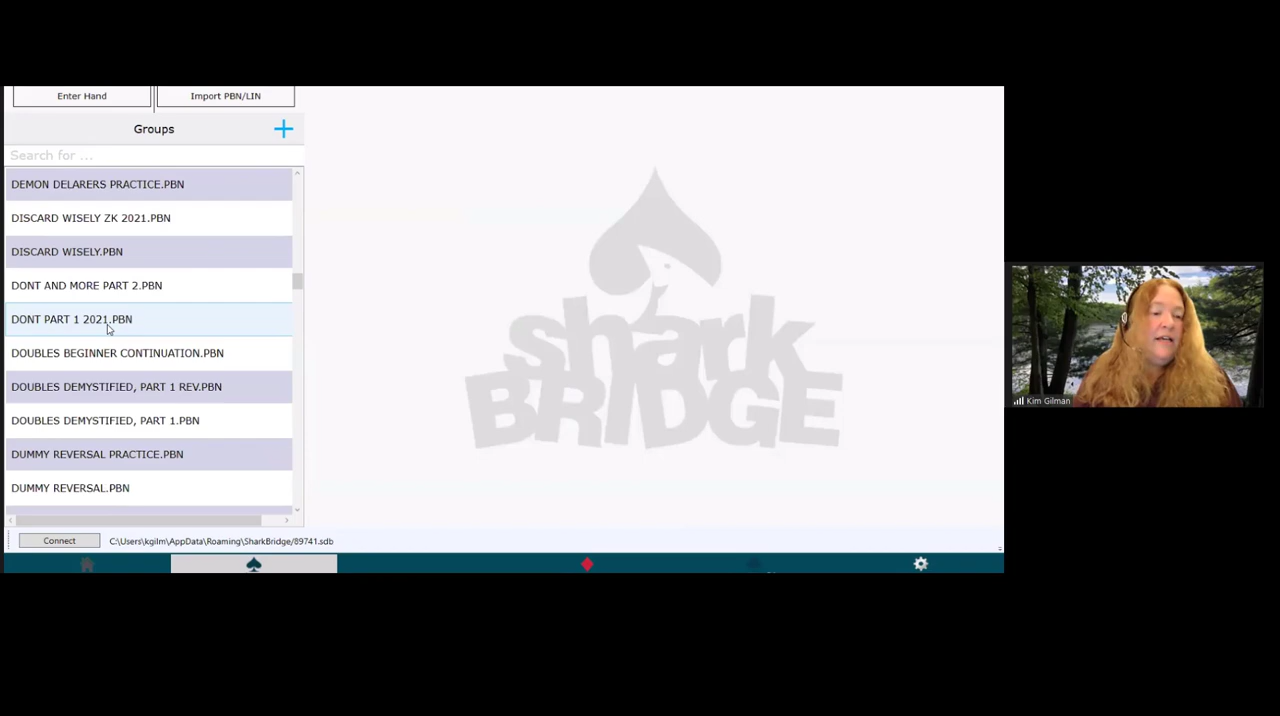 Enter Hand
Import PBN/LIN
Groups
Search for ...
DEMON DELARERS PRACTICE.PBN
DISCARD WISELY ZK 2021.PBN
DISCARD WISELY.PBN
DONT AND MORE PART 2.PBN
DONT PART 1 2021.PBN
DOUBLES BEGINNER CONTINUATION.PBN
DOUBLES DEMYSTIFIED, PART 1 REV.PBN
DOUBLES DEMYSTIFIED, PART 1.PBN
DUMMY REVERSAL PRACTICE.PBN
DUMMY REVERSAL.PBN
Connect
C:\Users\kgilm\AppData\Roaming\SharkBridge/89741.sdb
shark
BRIDGE
Kim Gilman